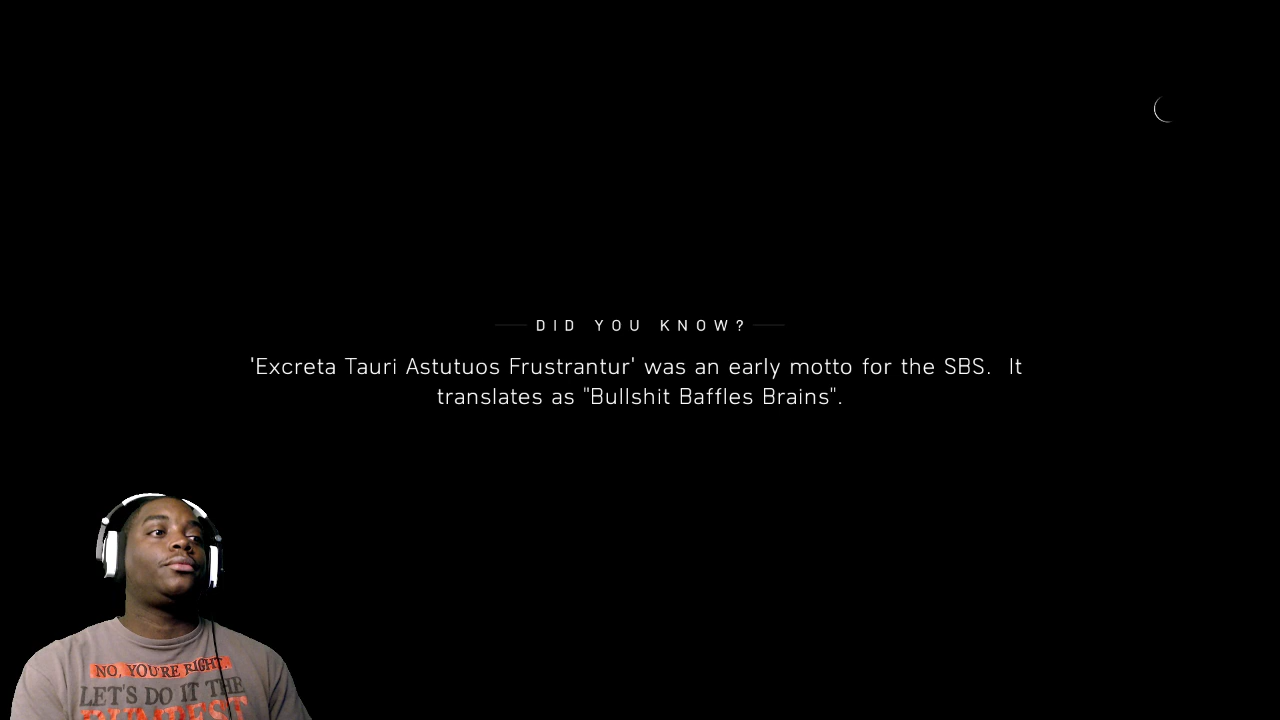 DID YOU KNOW?
'Excreta Tauri Astutuos Frustrantur' was an early motto for the SBS.  It
translates as "Bullshit Baffles Brains".
NO, YOU'RE RIGHT.
LET'S DO IT THE
DUMBEST